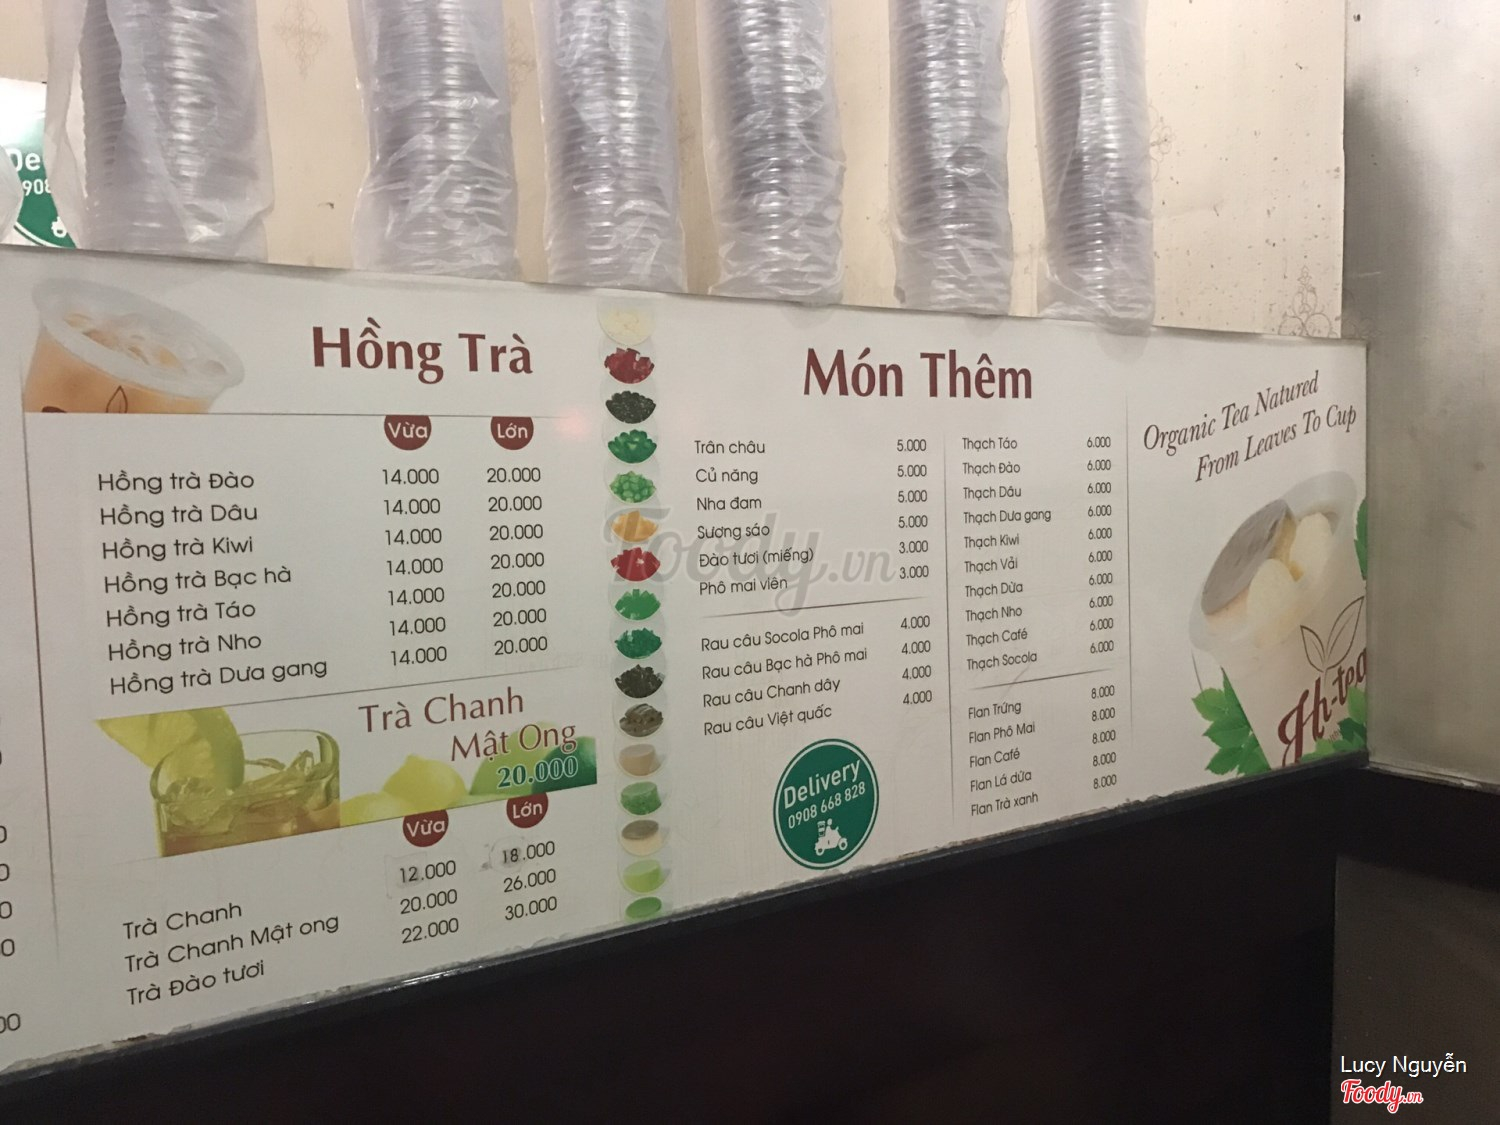 De
908
Hồng Trà
Vừa Lớn
Hồng trà Đào 14.000 20.000
Hồng trà Dâu 14.000 20.000
Hồng trà Kiwi 14.000 20.000
Hồng trà Bạc hà 14.000 20.000
Hồng trà Táo 14.000 20.000
Hồng trà Nho 14.000 20.000
Hồng trà Dưa gang 14.000 20.000
Trà Chanh
Mật Ong
20.000
Vừa Lớn
Trà Chanh 12.000 18.000
Trà Chanh Mật ong 20.000 26.000
Trà Đào tươi 22.000 30.000
Món Thêm
Trân châu 5.000
Củ năng 5.000
Nha đam 5.000
Sương sáo 5.000
Đào tươi (miếng) 3.000
Phô mai viên 3.000
Rau câu Socola Phô mai 4.000
Rau câu Bạc hà Phô mai 4.000
Rau câu Chanh dây 4.000
Rau câu Việt quấc 4.000
Delivery
0908 668 828
Thạch Táo 6.000
Thạch Đào 6.000
Thạch Dâu 6.000
Thạch Dưa gang 6.000
Thạch Kiwi 6.000
Thạch Vải 6.000
Thạch Dừa 6.000
Thạch Nho 6.000
Thạch Café 6.000
Thạch Socola 6.000
Flan Trứng 8.000
Flan Phô Mai 8.000
Flan Café 8.000
Flan Lá dừa 8.000
Flan Trà xanh 8.000
Organic Tea Natured
From Leaves To Cup
Hi-tea
Foody.vn
Lucy Nguyễn
Foody.vn